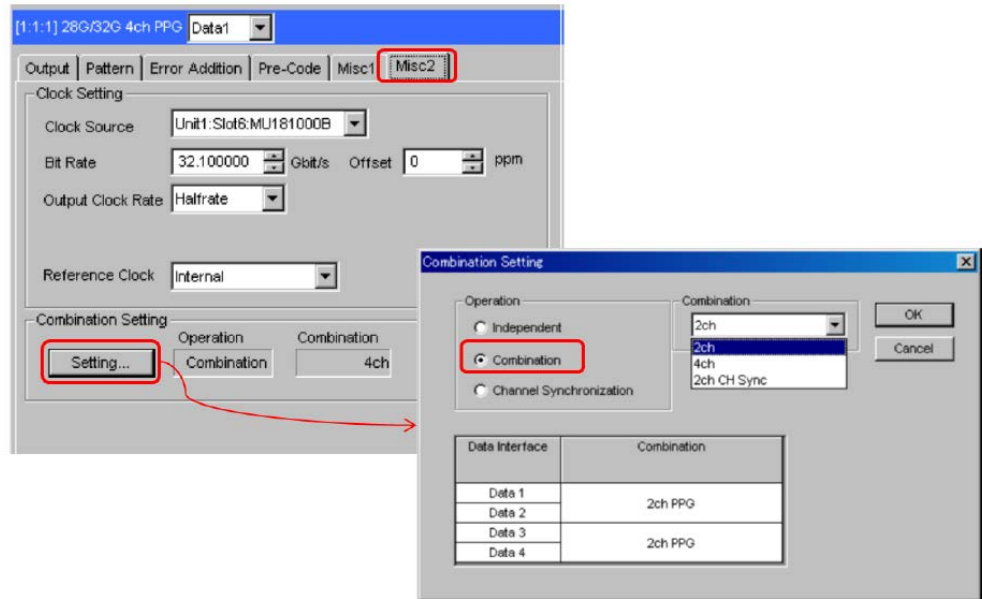 [1:1:1] 28G/32G 4ch PPG Data1
Output Pattern Error Addition Pre-Code Misc1 Misc2
Clock Setting
Clock Source Unit1:Slot6:MU181000B
Bit Rate 32.100000 Gbit/s Offset 0 ppm
Output Clock Rate Halfrate
Reference Clock Internal
Combination Setting
Operation Combination
Setting... Combination 4ch
Combination Setting
Operation
Independent
Combination
Channel Synchronization
Combination
2ch
2ch
4ch
2ch CH Sync
OK
Cancel
Data Interface Combination
Data 1
Data 2
2ch PPG
Data 3
Data 4
2ch PPG